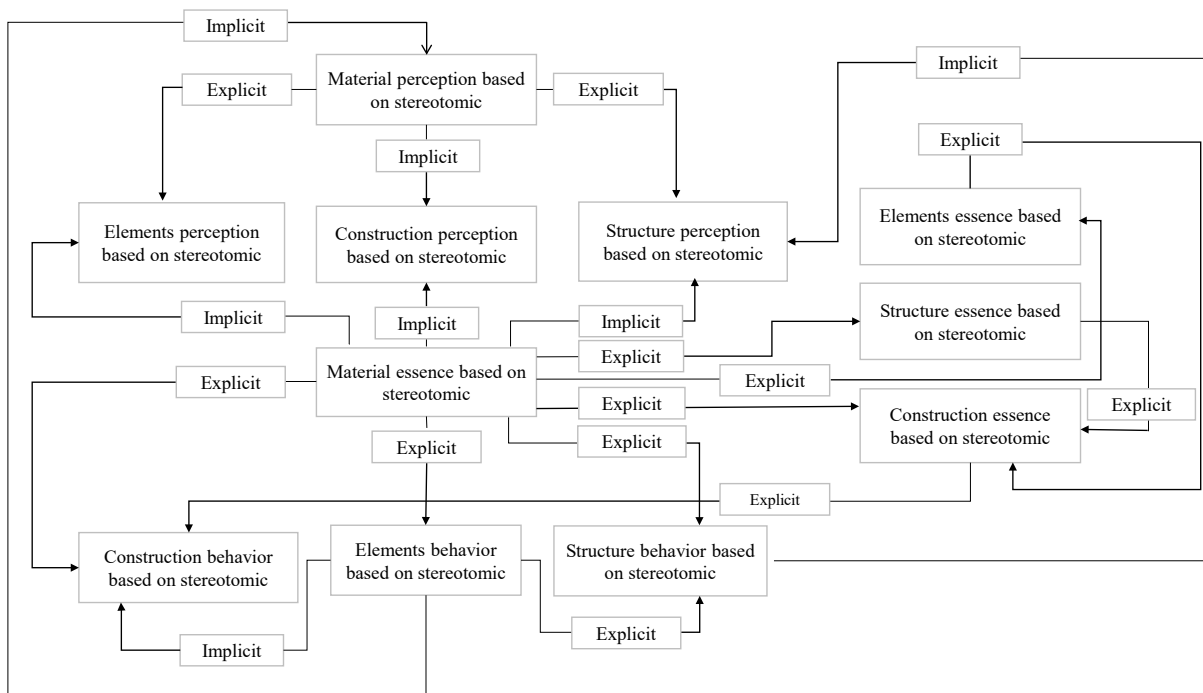 Implicit
Implicit
Material perception based
on stereotomic
Explicit
Explicit
Explicit
Implicit
Elements perception
based on stereotomic
Construction perception
based on stereotomic
Structure perception
based on stereotomic
Elements essence based
on stereotomic
Implicit
Implicit
Implicit
Structure essence based
on stereotomic
Explicit
Material essence based on
stereotomic
Explicit
Explicit
Explicit
Explicit
Construction essence
based on stereotomic
Explicit
Explicit
Explicit
Construction behavior
based on stereotomic
Elements behavior
based on stereotomic
Structure behavior based
on stereotomic
Implicit
Explicit